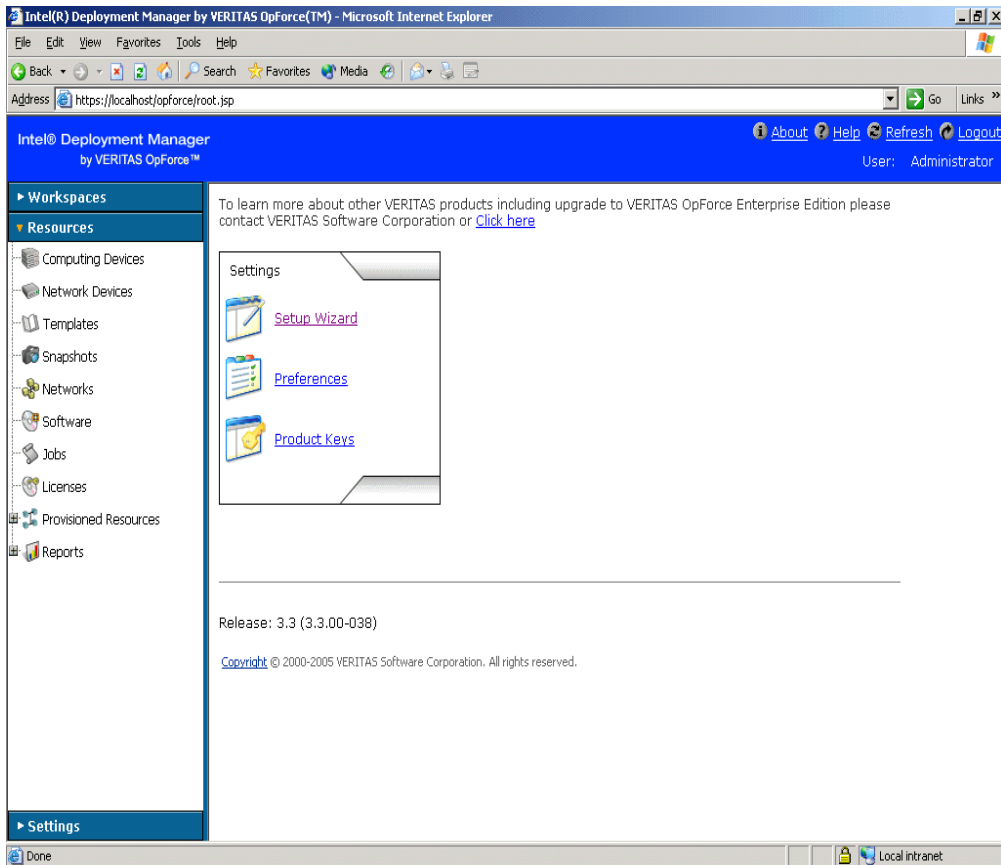 Intel(R) Deployment Manager by VERITAS OpForce(TM) - Microsoft Internet Explorer
File Edit View Favorites Tools Help
Back Search Favorites Media
Address https://localhost/opforce/root.jsp Go Links »
Intel® Deployment Manager
by VERITAS OpForce™
About Help Refresh Logout
User: Administrator
Workspaces
Resources
Computing Devices
Network Devices
Templates
Snapshots
Networks
Software
Jobs
Licenses
Provisioned Resources
Reports
Settings
To learn more about other VERITAS products including upgrade to VERITAS OpForce Enterprise Edition please
contact VERITAS Software Corporation or Click here
Settings
Setup Wizard
Preferences
Product Keys
Release: 3.3 (3.3.00-038)
Copyright © 2000-2005 VERITAS Software Corporation. All rights reserved.
Done Local intranet